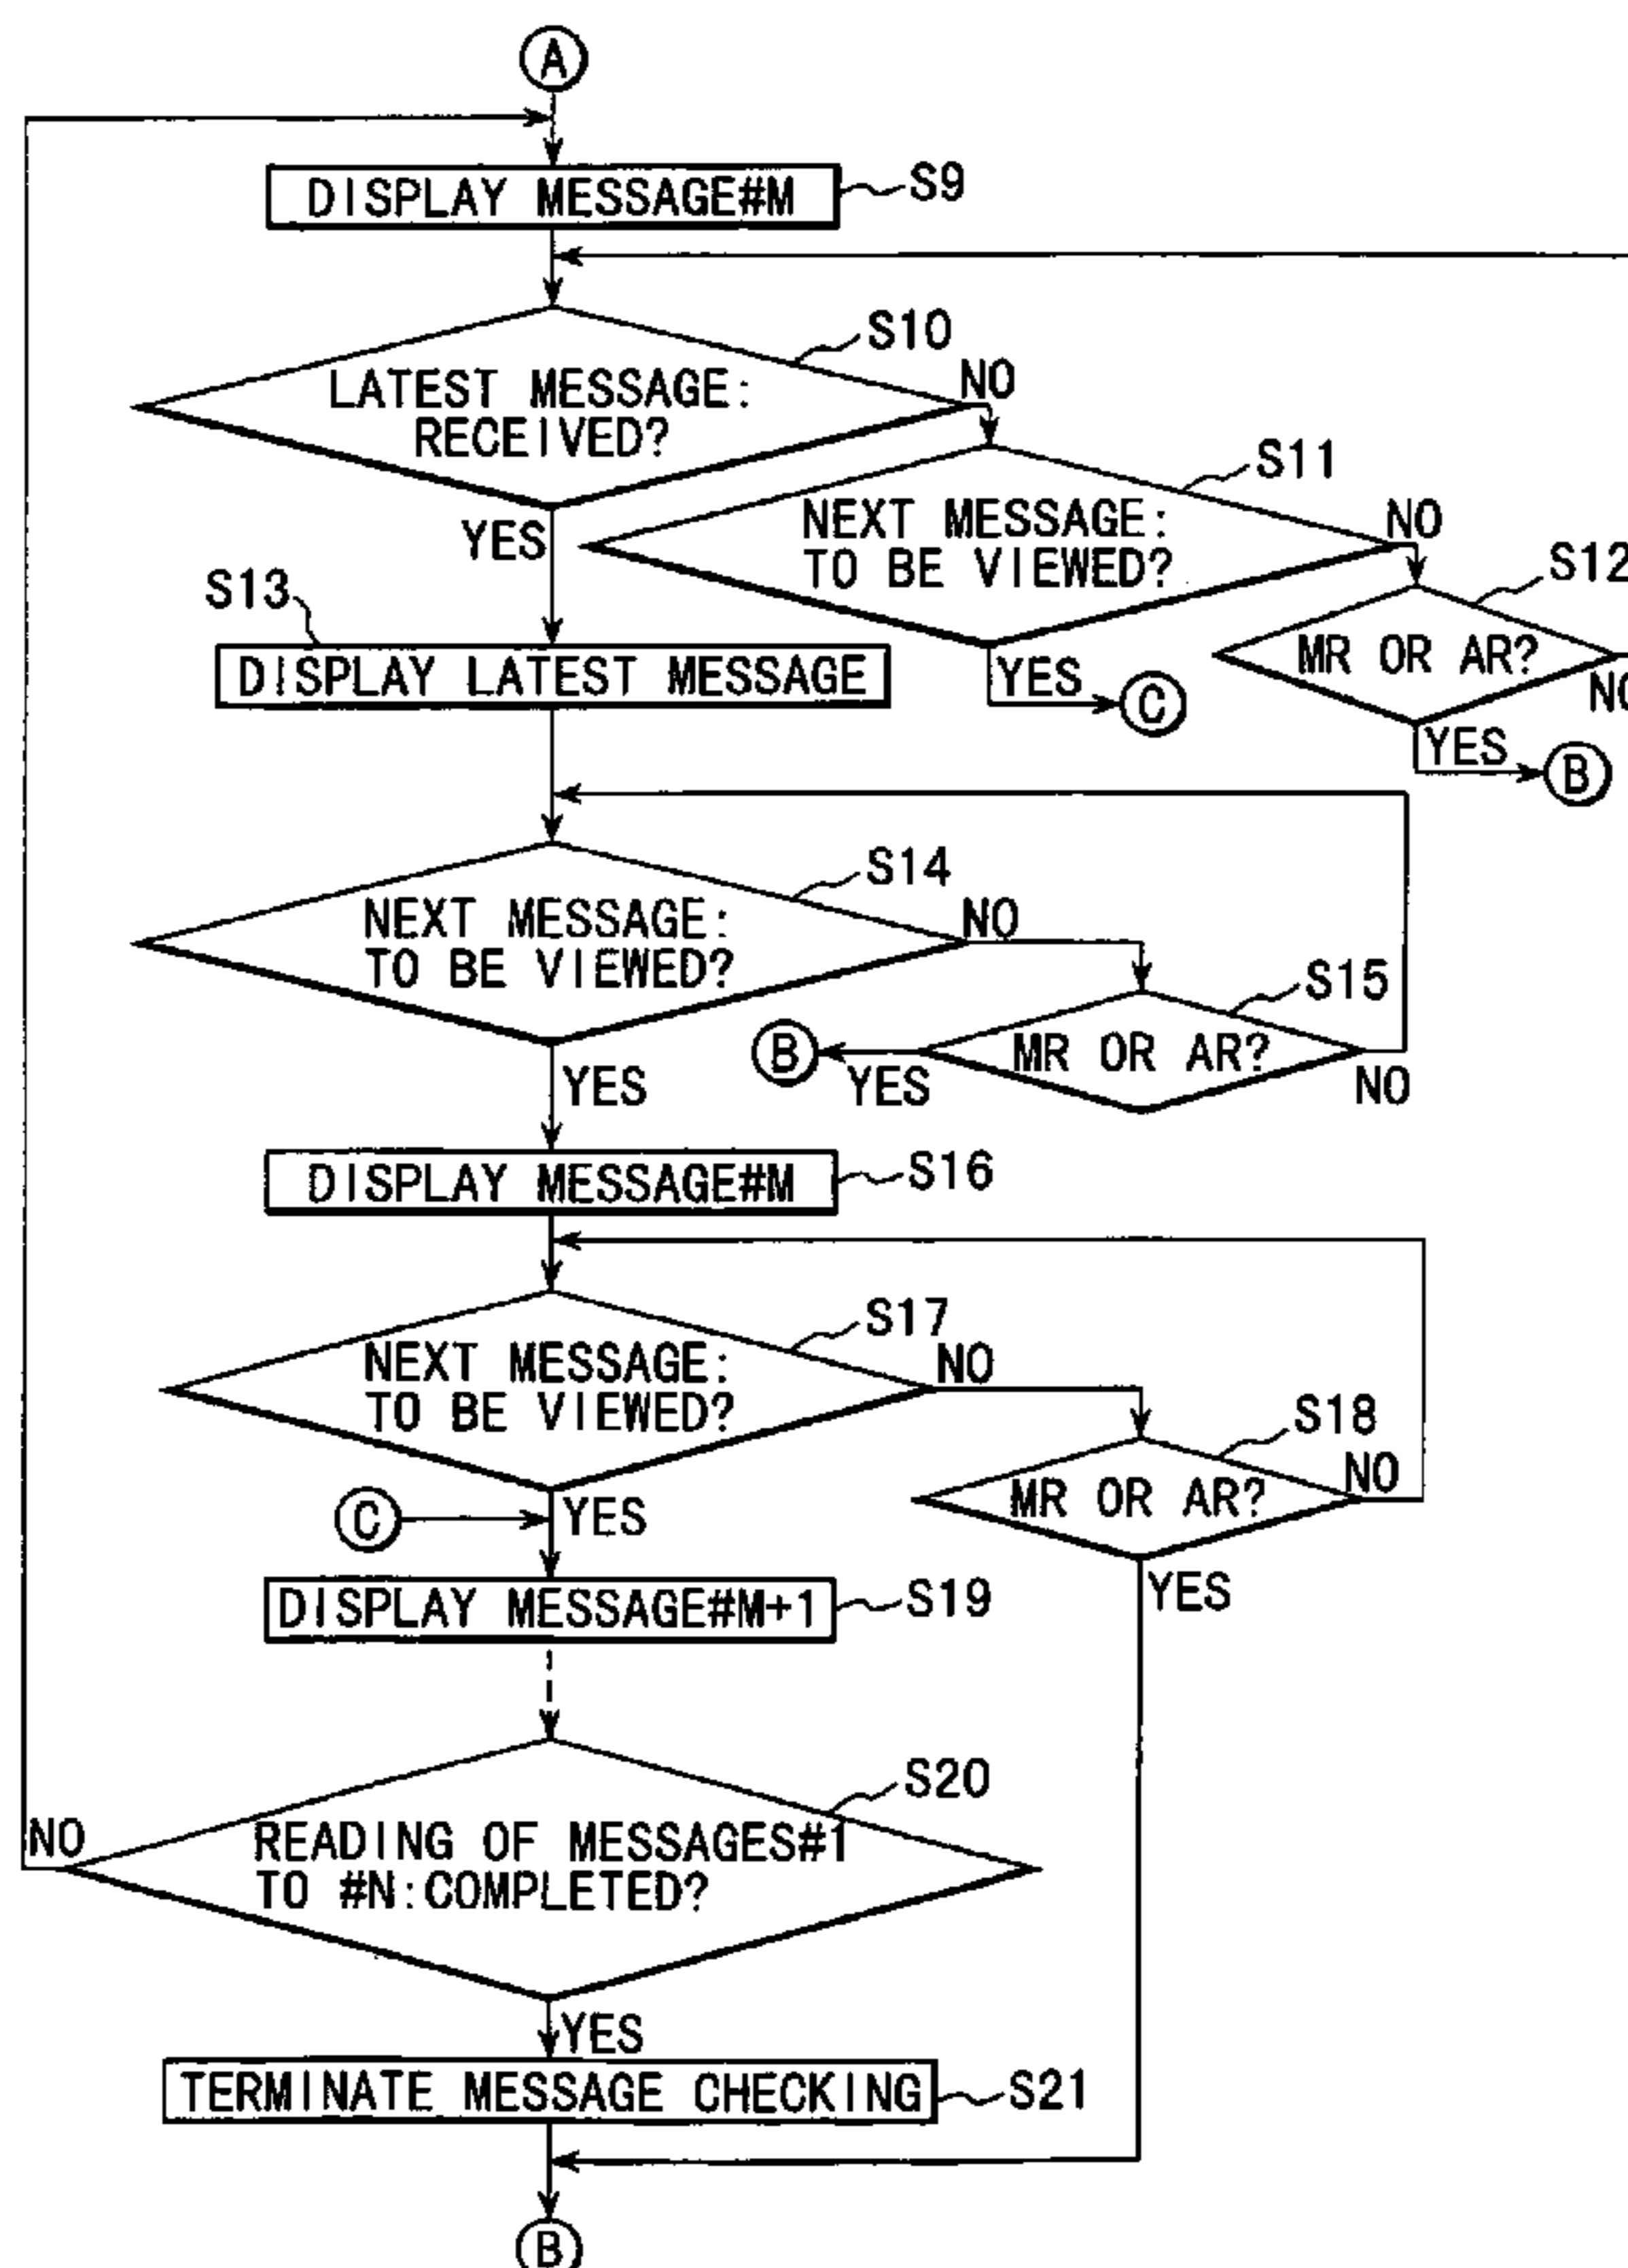 A
DISPLAY MESSAGE#M
S9
S10
LATEST MESSAGE:
RECEIVED?
NO
YES
S11
NEXT MESSAGE:
TO BE VIEWED?
NO
YES
C
S12
MR OR AR?
NO
YES
B
S13
DISPLAY LATEST MESSAGE
S14
NEXT MESSAGE:
TO BE VIEWED?
NO
YES
S15
MR OR AR?
B
YES
NO
DISPLAY MESSAGE#M
S16
S17
NEXT MESSAGE:
TO BE VIEWED?
NO
YES
S18
MR OR AR?
NO
YES
C
DISPLAY MESSAGE#M+1
S19
S20
READING OF MESSAGES#1
TO #N:COMPLETED?
NO
YES
TERMINATE MESSAGE CHECKING
S21
B